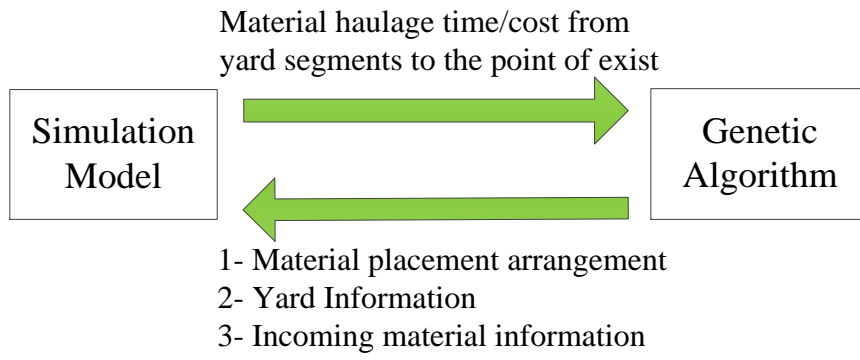 Material haulage time/cost from
yard segments to the point of exist
Simulation
Model
Genetic
Algorithm
1- Material placement arrangement
2- Yard Information
3- Incoming material information